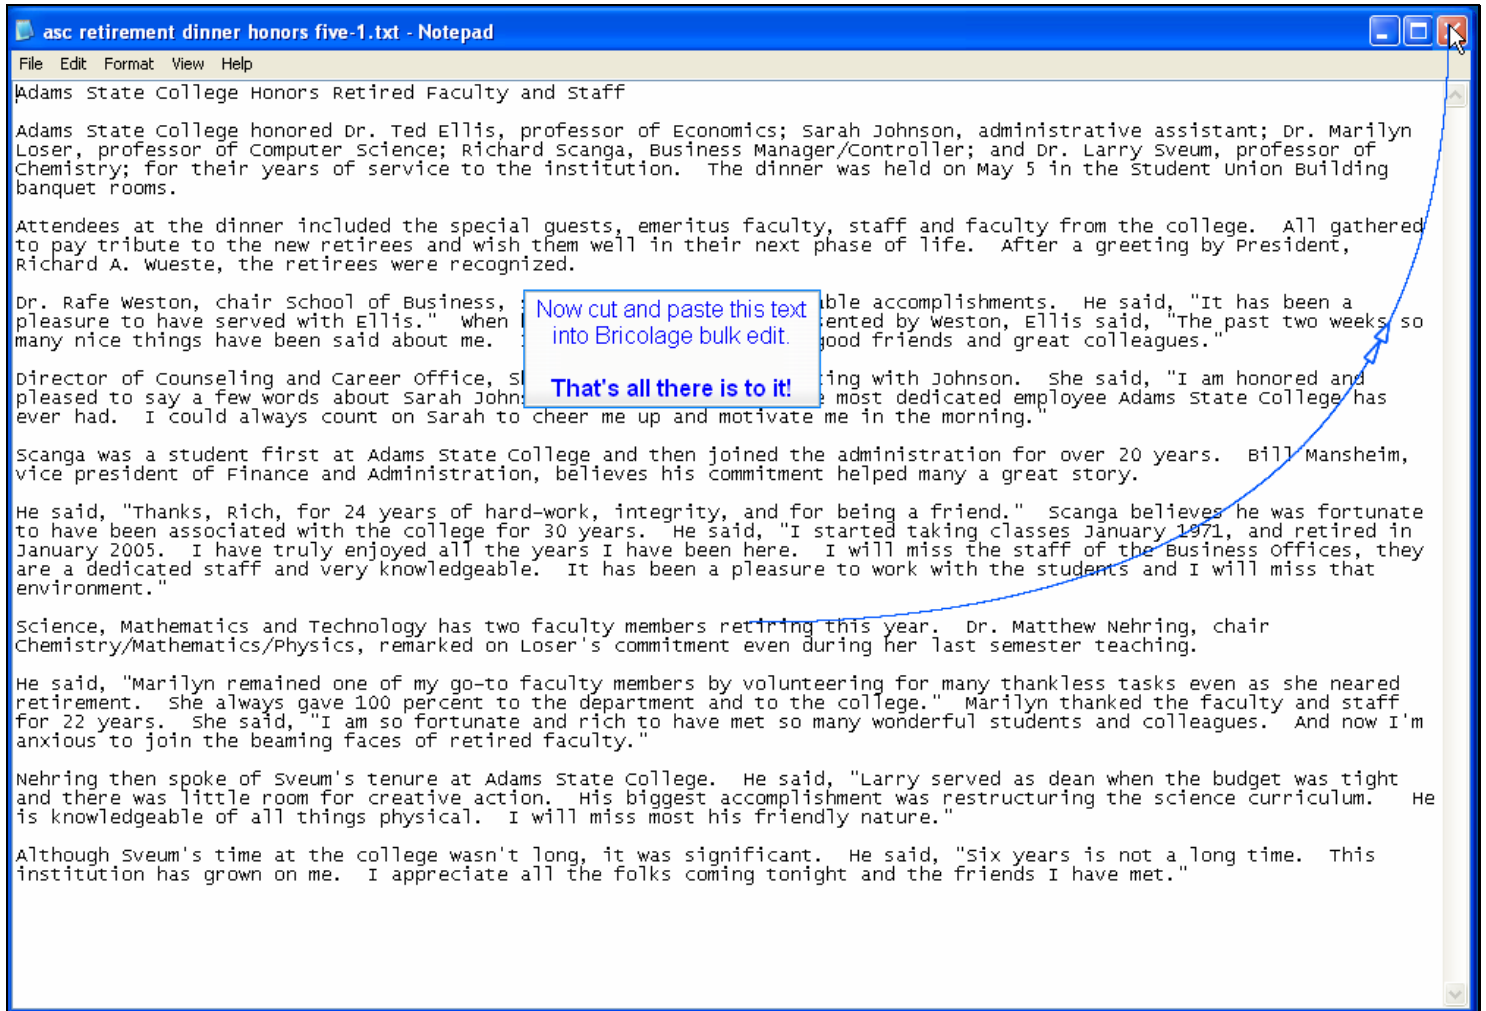 asc retirement dinner honors five-1.txt - Notepad
File Edit Format View Help
Adams State College Honors Retired Faculty and Staff
Adams State College honored Dr. Ted Ellis, professor of Economics; Sarah Johnson, administrative assistant; Dr. Marilyn
Loser, professor of Computer Science; Richard Scanga, Business Manager/Controller; and Dr. Larry Sveum, professor of
Chemistry; for their years of service to the institution. The dinner was held on May 5 in the Student Union Building
banquet rooms.
Attendees at the dinner included the special guests, emeritus faculty, staff and faculty from the college. All gathered
to pay tribute to the new retirees and wish them well in their next phase of life. After a greeting by President,
Richard A. Wueste, the retirees were recognized.
Dr. Rafe Weston, chair School of Business, able accomplishments. He said, "It has been a
pleasure to have served with Ellis." When sented by Weston, Ellis said, "The past two weeks so
many nice things have been said about me. good friends and great colleagues."
Now cut and paste this text
into Bricolage bulk edit.
That's all there is to it!
Director of Counseling and Career Office, ing with Johnson. She said, "I am honored and
pleased to say a few words about Sarah most dedicated employee Adams State College has
ever had. I could always count on Sarah to cheer me up and motivate me in the morning."
Scanga was a student first at Adams State College and then joined the administration for over 20 years. Bill Mansheim,
vice president of Finance and Administration, believes his commitment helped many a great story.
He said, "Thanks, Rich, for 24 years of hard-work, integrity, and for being a friend." Scanga believes he was fortunate
to have been associated with the college for 30 years. He said, "I started taking classes January 1971, and retired in
January 2005. I have truly enjoyed all the years I have been here. I will miss the staff of the Business Offices, they
are a dedicated staff and very knowledgeable. It has been a pleasure to work with the students and I will miss that
environment."
Science, Mathematics and Technology has two faculty members retiring this year. Dr. Matthew Nehring, chair
Chemistry/Mathematics/Physics, remarked on Loser's commitment even during her last semester teaching.
He said, "Marilyn remained one of my go-to faculty members by volunteering for many thankless tasks even as she neared
retirement. She always gave 100 percent to the department and to the college." Marilyn thanked the faculty and staff
for 22 years. She said, "I am so fortunate and rich to have met so many wonderful students and colleagues. And now I'm
anxious to join the beaming faces of retired faculty."
Nehring then spoke of Sveum's tenure at Adams State College. He said, "Larry served as dean when the budget was tight
and there was little room for creative action. His biggest accomplishment was restructuring the science curriculum. He
is knowledgeable of all things physical. I will miss most his friendly nature."
Although Sveum's time at the college wasn't long, it was significant. He said, "Six years is not a long time. This
institution has grown on me. I appreciate all the folks coming tonight and the friends I have met."